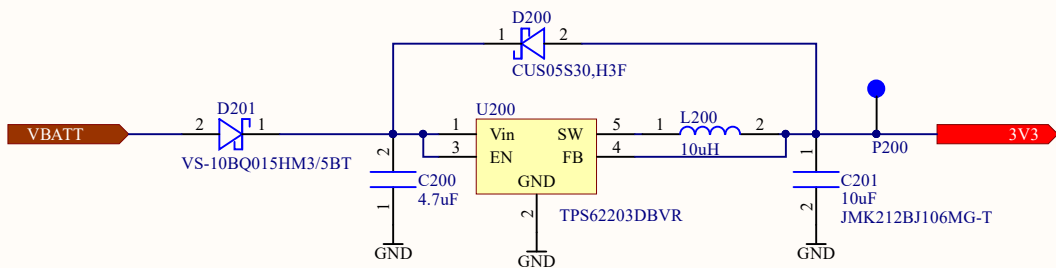 D200
1 2
CUS05S30,H3F
D201
U200
L200
VBATT
2 1
1 Vin SW 5
1 2
3V3
3 EN FB 4
10uH
P200
VS-10BQ015HM3/5BT
2
C200
4.7uF
1
GND
GND
2
TPS62203DBVR
GND
1
C201
10uF
JMK212BJ106MG-T
2
GND